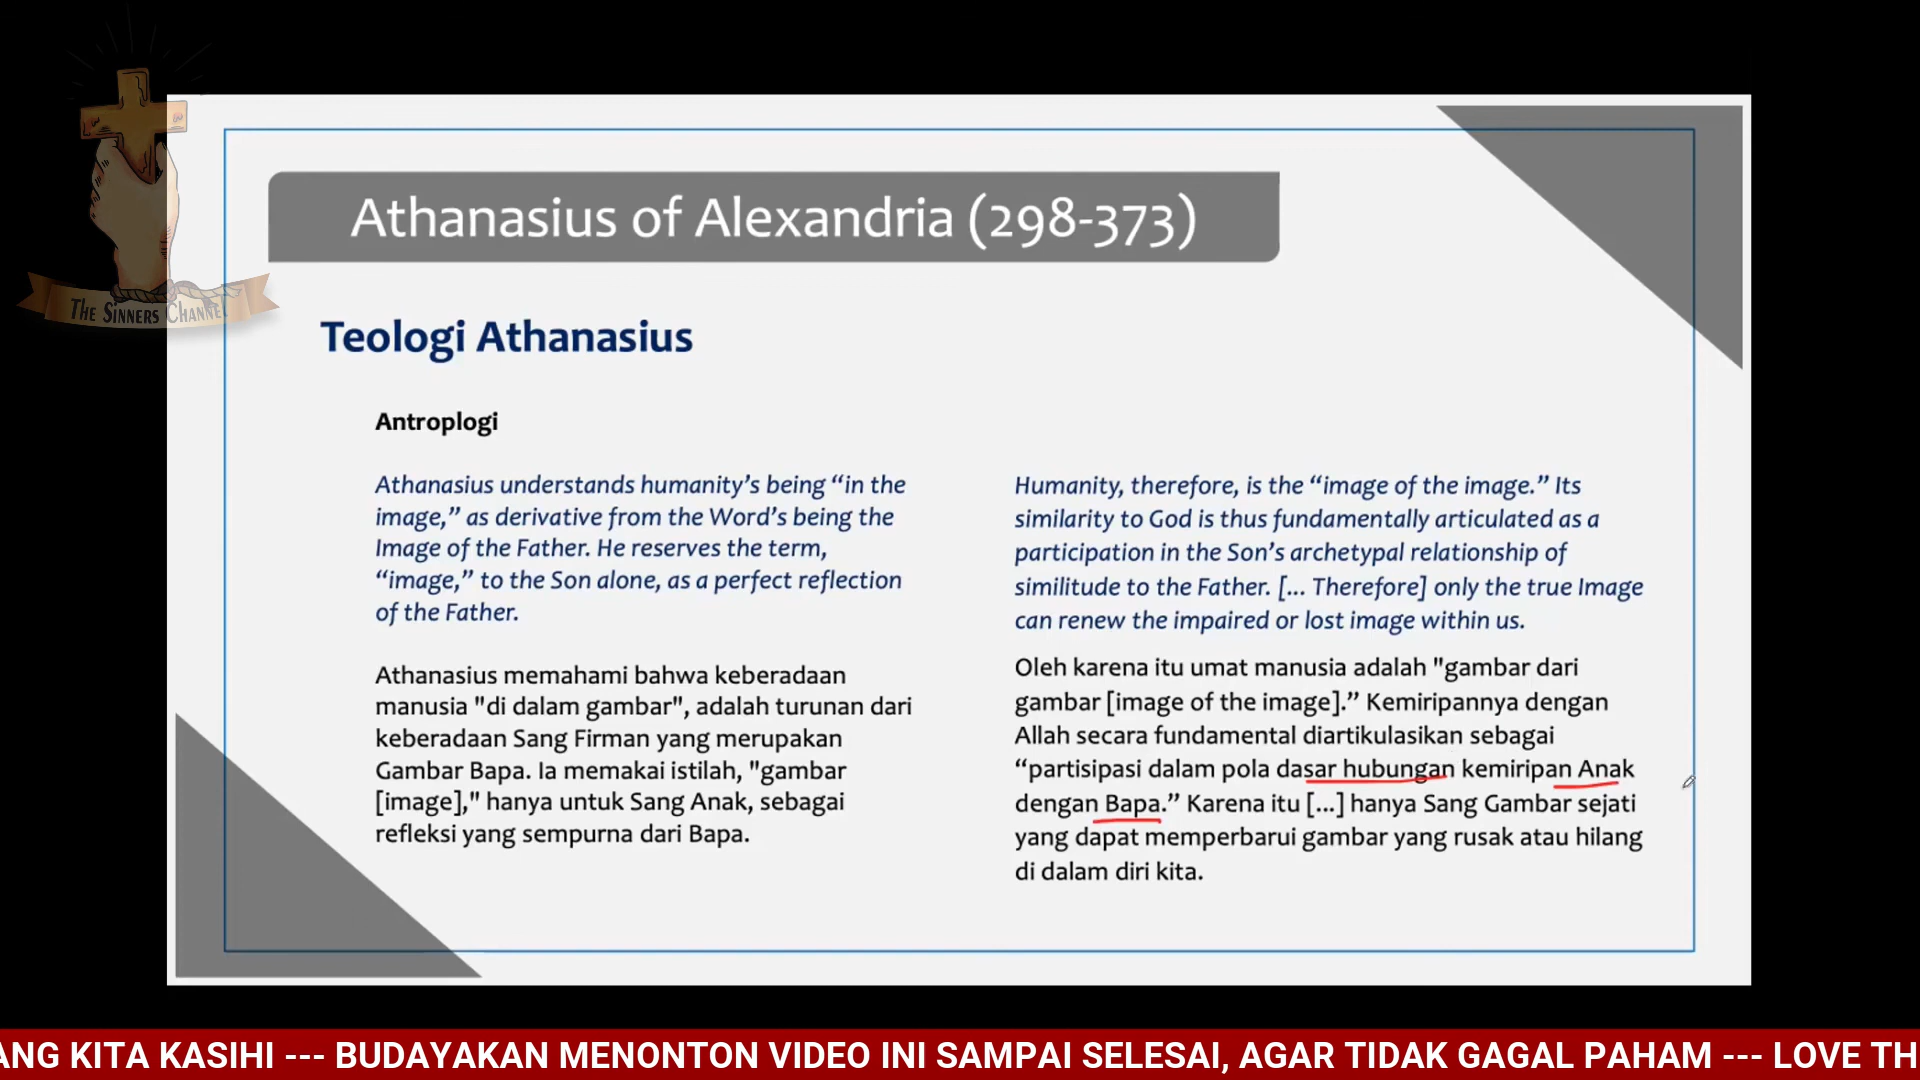 Athanasius of Alexandria (298-373)
The Sinners Channel
Teologi Athanasius
Antroplogi
Athanasius understands humanity’s being “in the
image,” as derivative from the Word’s being the
Image of the Father. He reserves the term,
“image,” to the Son alone, as a perfect reflection
of the Father.
Athanasius memahami bahwa keberadaan
manusia "di dalam gambar", adalah turunan dari
keberadaan Sang Firman yang merupakan
Gambar Bapa. Ia memakai istilah, "gambar
[image]," hanya untuk Sang Anak, sebagai
refleksi yang sempurna dari Bapa.
Humanity, therefore, is the “image of the image.” Its
similarity to God is thus fundamentally articulated as a
participation in the Son’s archetypal relationship of
similitude to the Father. [... Therefore] only the true Image
can renew the impaired or lost image within us.
Oleh karena itu umat manusia adalah "gambar dari
gambar [image of the image].” Kemiripannya dengan
Allah secara fundamental diartikulasikan sebagai
“partisipasi dalam pola dasar hubungan kemiripan Anak
dengan Bapa.” Karena itu [...] hanya Sang Gambar sejati
yang dapat memperbarui gambar yang rusak atau hilang
di dalam diri kita.
ANG KITA KASIHI --- BUDAYAKAN MENONTON VIDEO INI SAMPAI SELESAI, AGAR TIDAK GAGAL PAHAM --- LOVE TH